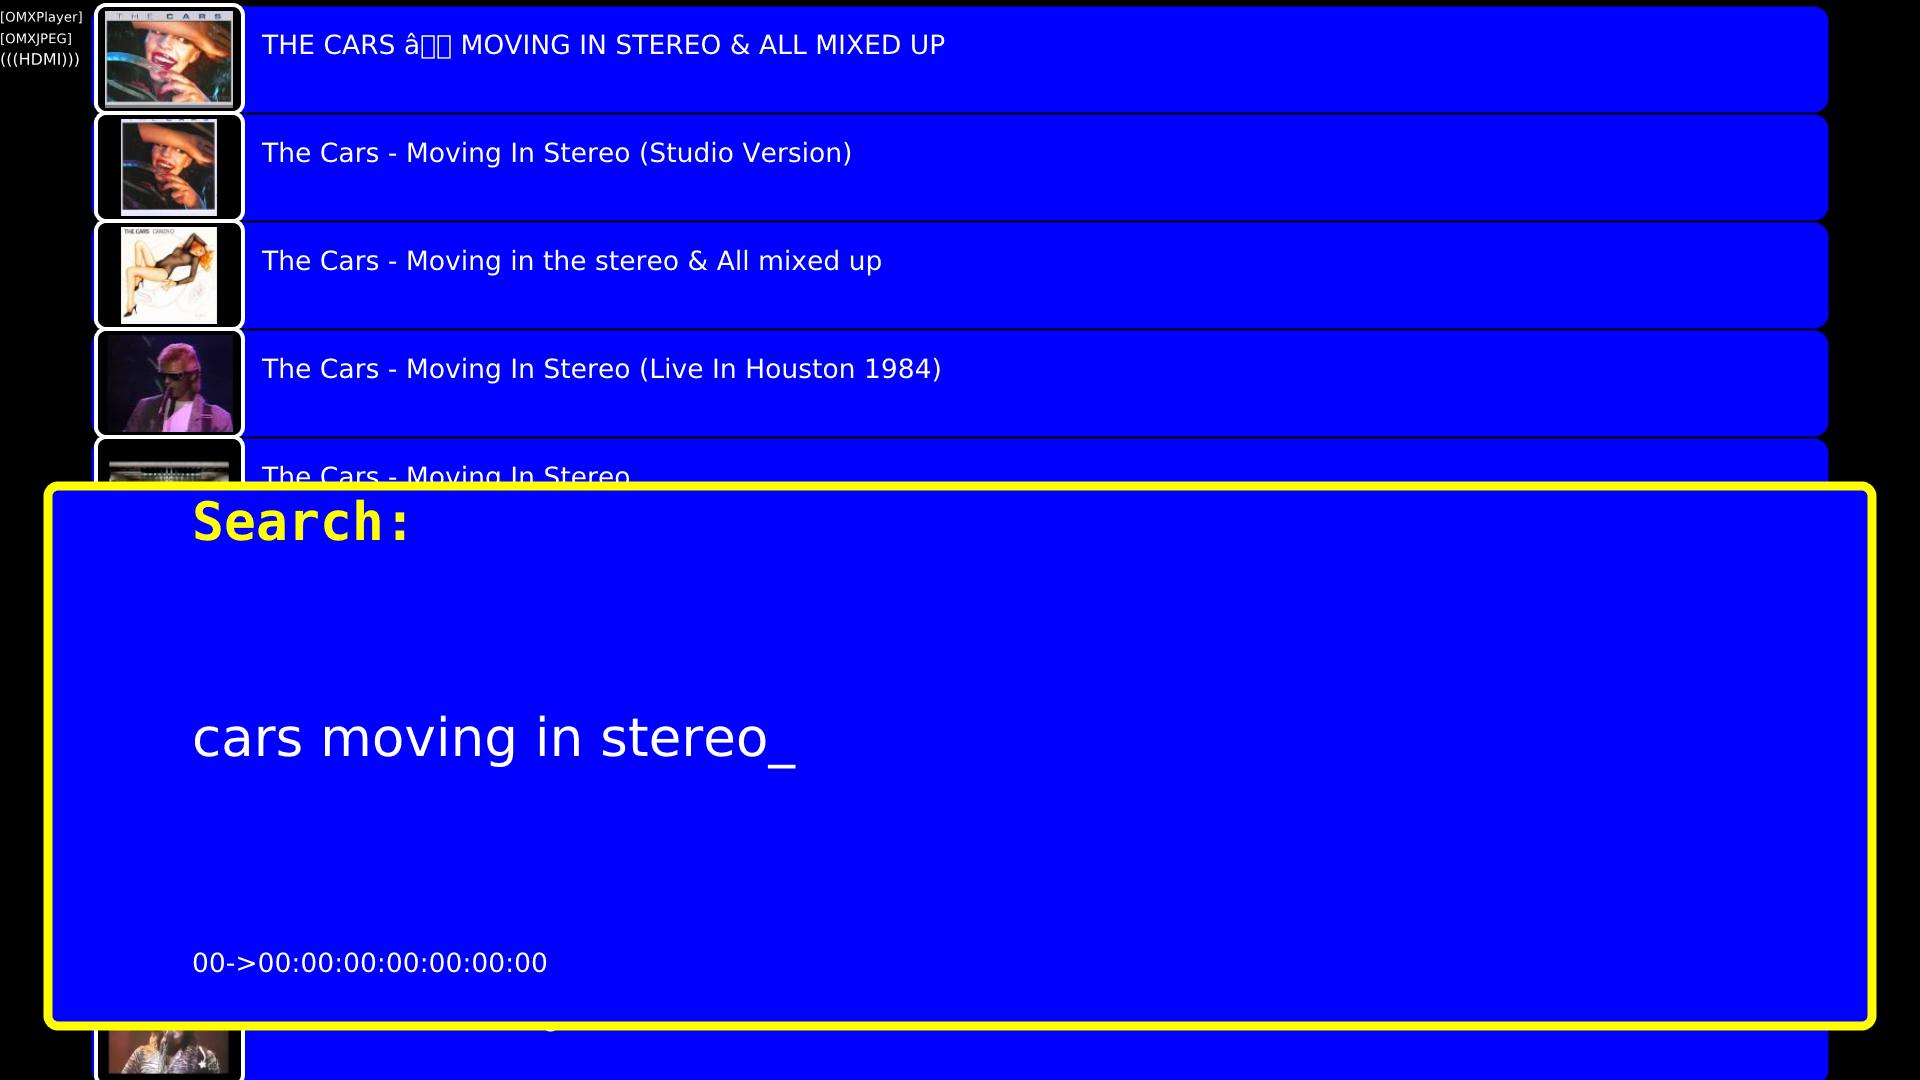 [OMXPlayer]
[OMXJPEG]
(((HDMI)))
THE CARS
THE CARS â▯▯ MOVING IN STEREO & ALL MIXED UP
The Cars - Moving In Stereo (Studio Version)
THE CARS CANDY-O
The Cars - Moving in the stereo & All mixed up
The Cars - Moving In Stereo (Live In Houston 1984)
The Cars - Moving In Stereo
Search:
cars moving in stereo_
00->00:00:00:00:00:00:00